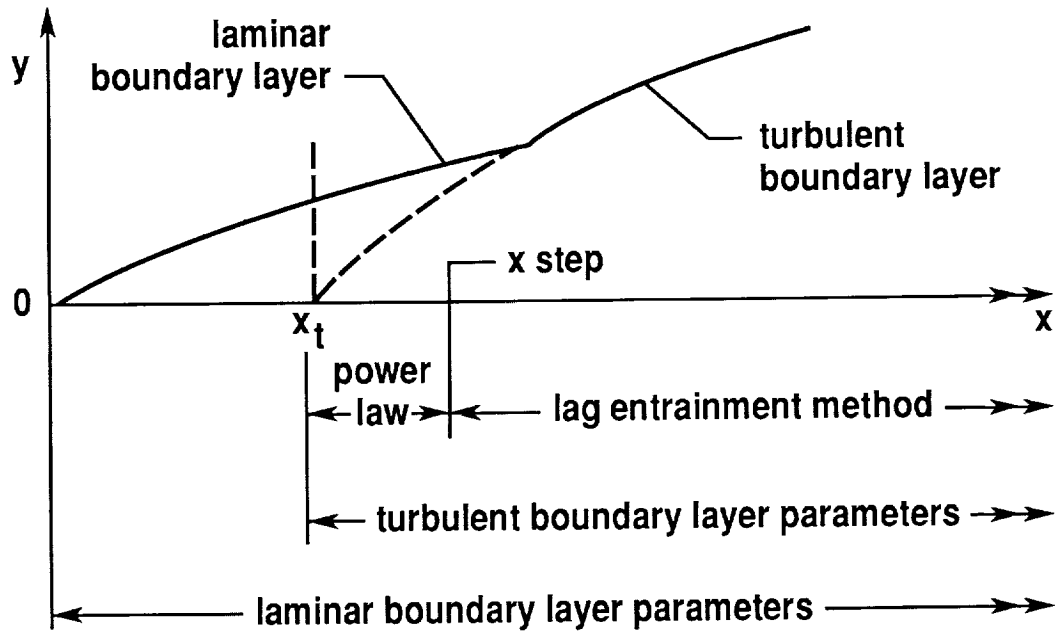 laminar
boundary layer
y
turbulent
boundary layer
x step
0
x
xt
power
law
lag entrainment method
turbulent boundary layer parameters
laminar boundary layer parameters